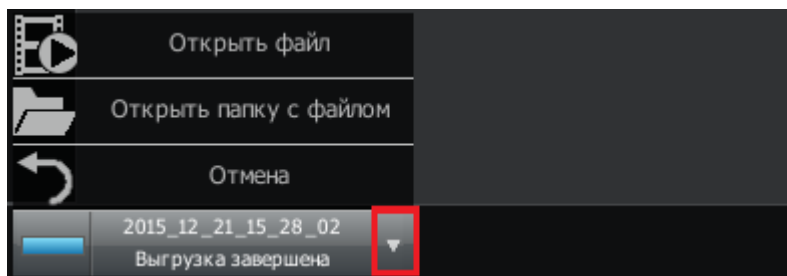 Открыть файл
Открыть папку с файлом
Отмена
2015_12_21_15_28_02
Выгрузка завершена